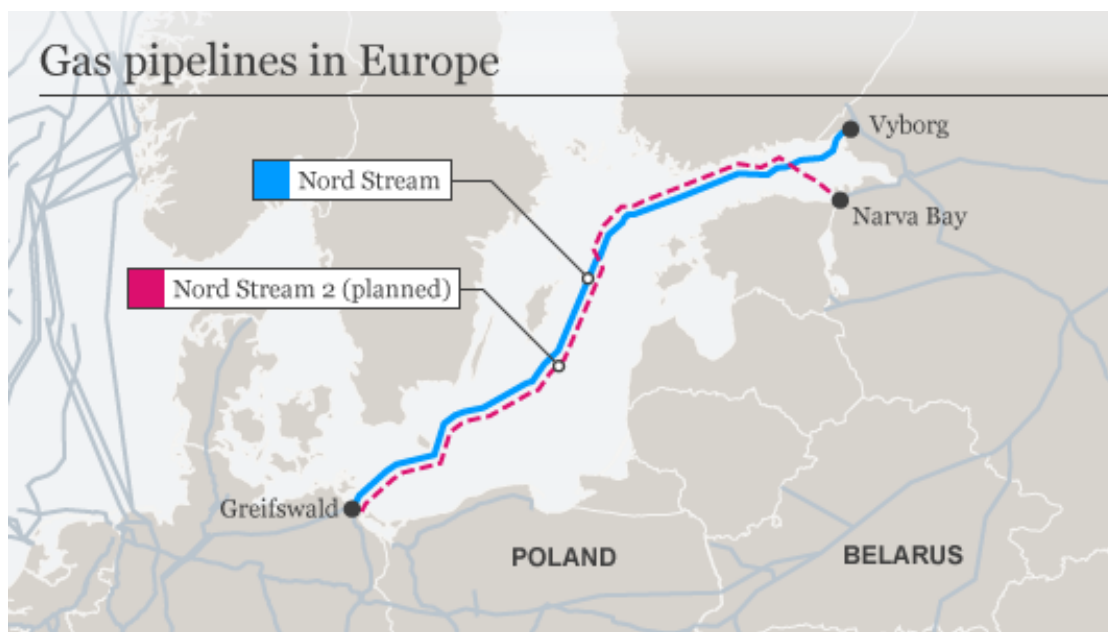 Gas pipelines in Europe
Vyborg
Nord Stream
Narva Bay
Nord Stream 2 (planned)
Greifswald
POLAND
BELARUS